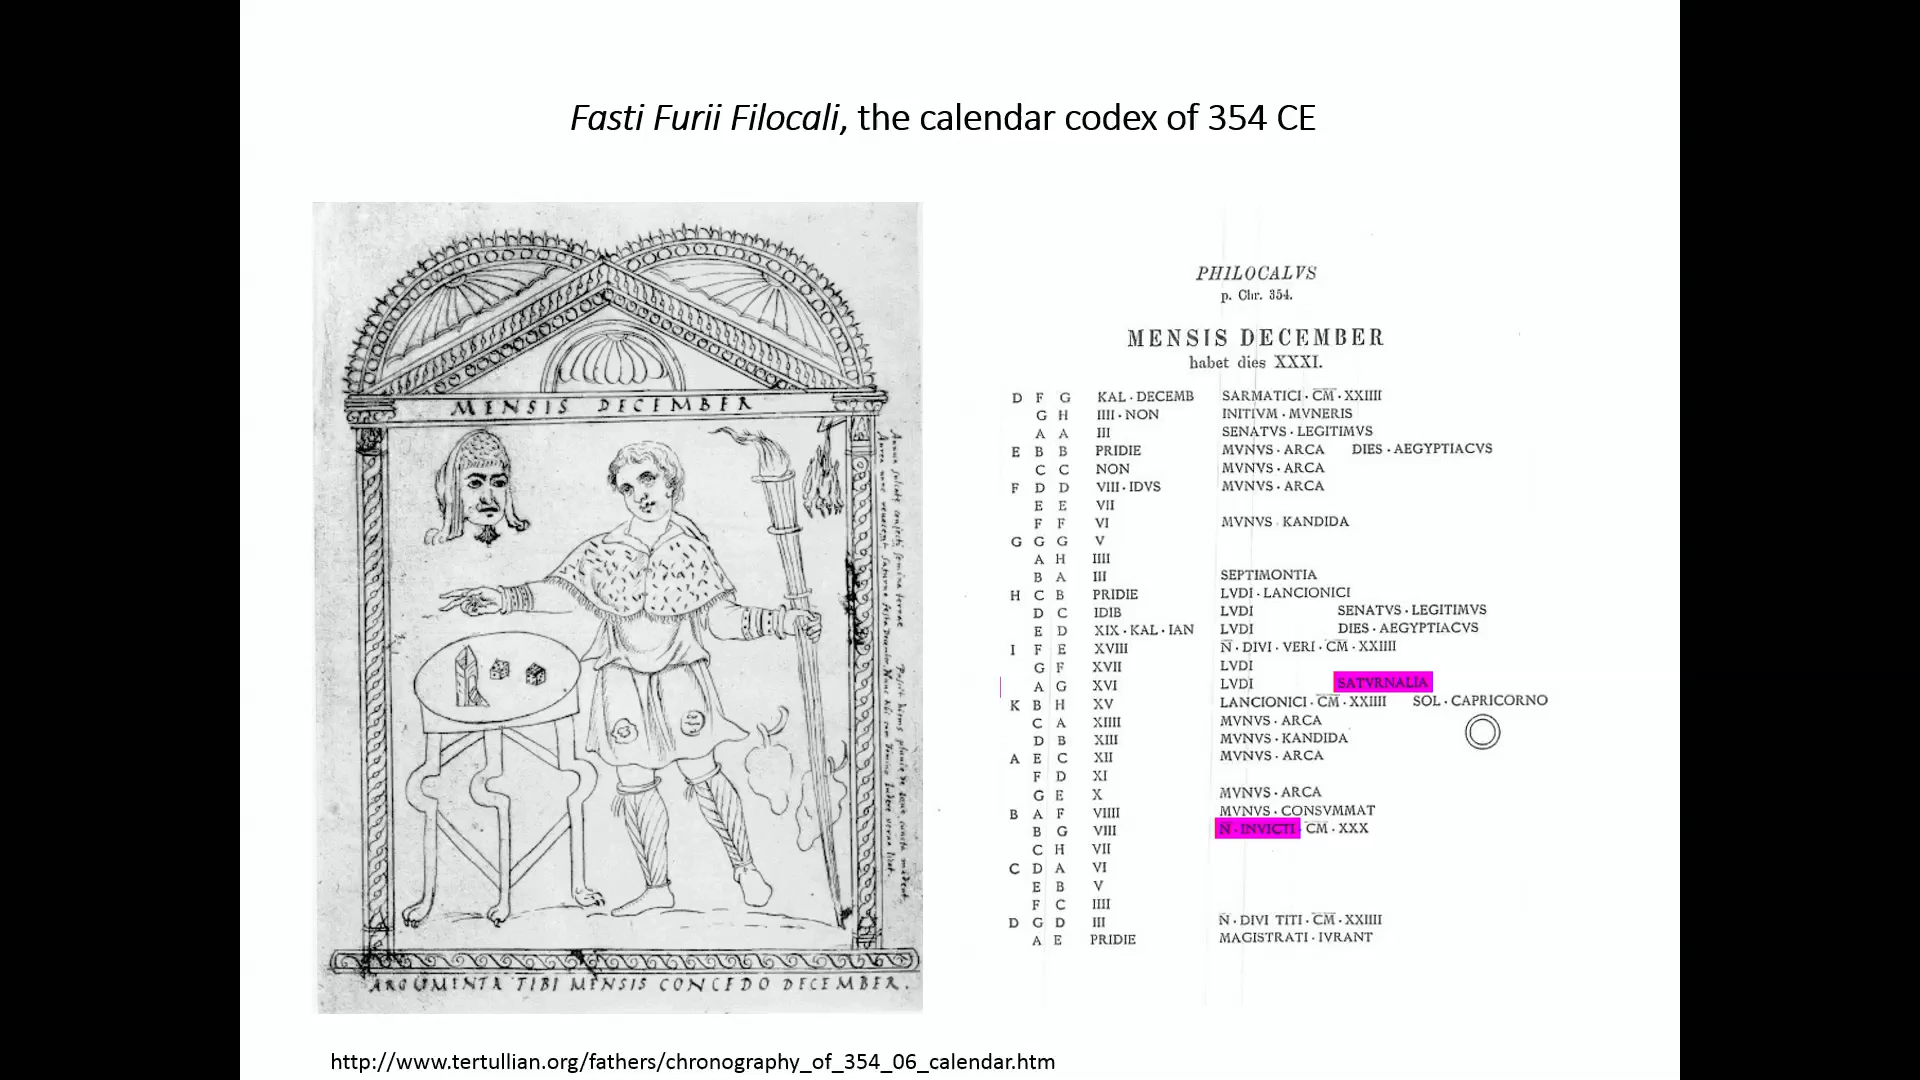 Fasti Furii Filocali, the calendar codex of 354 CE
MENSIS DECEMBER
ARGUMENTA TIBI MENSIS CONCEDO DECEMBER.
PHILOCALVS
p. Chr. 354.
MENSIS DECEMBER
habet dies XXXI.
D F G KAL · DECEMB SARMATICI · C̅M̅ · XXIIII
G H IIII · NON INITIVM · MVNERIS
A A III SENATVS · LEGITIMVS
E B B PRIDIE MVNVS · ARCA DIES · AEGYPTIACVS
C C NON MVNVS · ARCA
F D D VIII · IDVS MVNVS · ARCA
E E VII
F F VI MVNVS · KANDIDA
G G G V
A H IIII
B A III SEPTIMONTIA
H C B PRIDIE LVDI · LANCIONICI
D C IDIB LVDI SENATVS · LEGITIMVS
E D XIX · KAL · IAN LVDI DIES · AEGYPTIACVS
I F E XVIII N̅ · DIVI · VERI · C̅M̅ · XXIIII
G F XVII LVDI
A G XVI LVDI SATVRNALIA
K B H XV LANCIONICI · C̅M̅ · XXIIII SOL · CAPRICORNO
C A XIIII MVNVS · ARCA
D B XIII MVNVS · KANDIDA
A E C XII MVNVS · ARCA
F D XI
G E X MVNVS · ARCA
B A F VIIII MVNVS · CONSVMMAT
B G VIII N̅ · INVICTI · C̅M̅ · XXX
C H VII
C D A VI
E B V
F C IIII
D G D III N̅ · DIVI TITI · C̅M̅ · XXIIII
A E PRIDIE MAGISTRATI · IVRANT
http://www.tertullian.org/fathers/chronography_of_354_06_calendar.htm